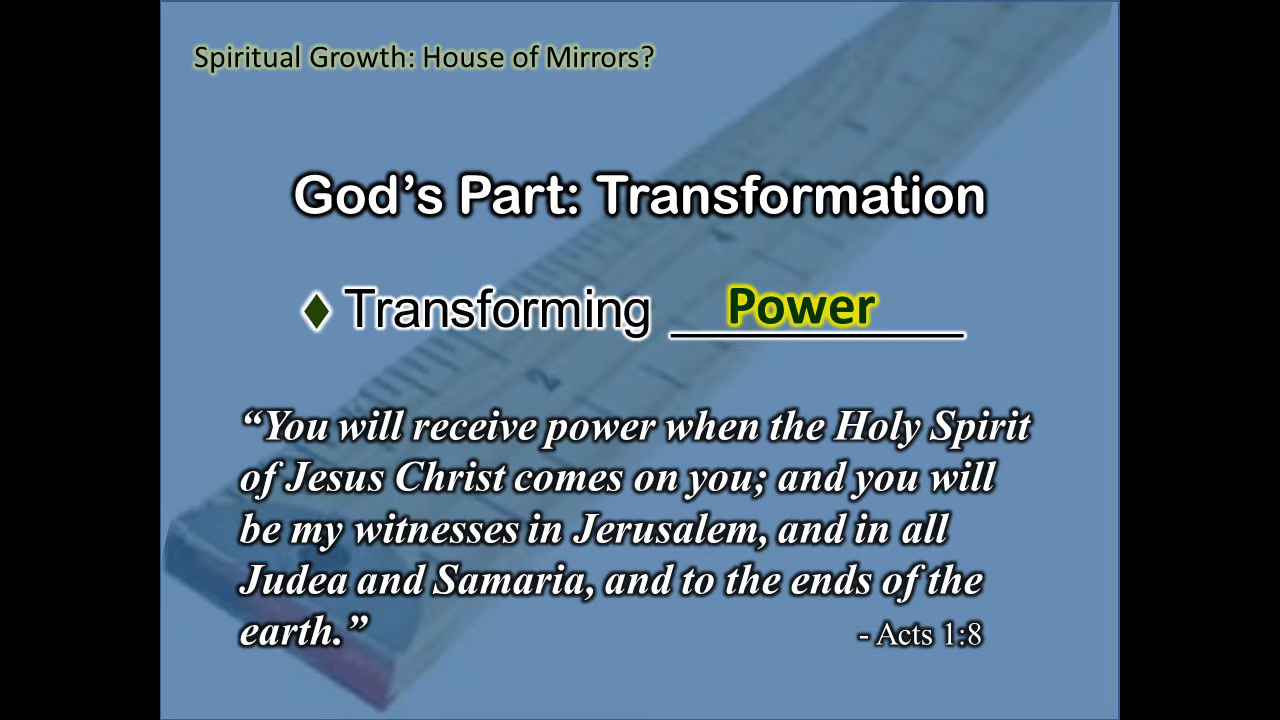 Spiritual Growth: House of Mirrors?
God’s Part: Transformation
♦ Transforming Power
“You will receive power when the Holy Spirit
of Jesus Christ comes on you; and you will
be my witnesses in Jerusalem, and in all
Judea and Samaria, and to the ends of the
earth.” - Acts 1:8
2
4